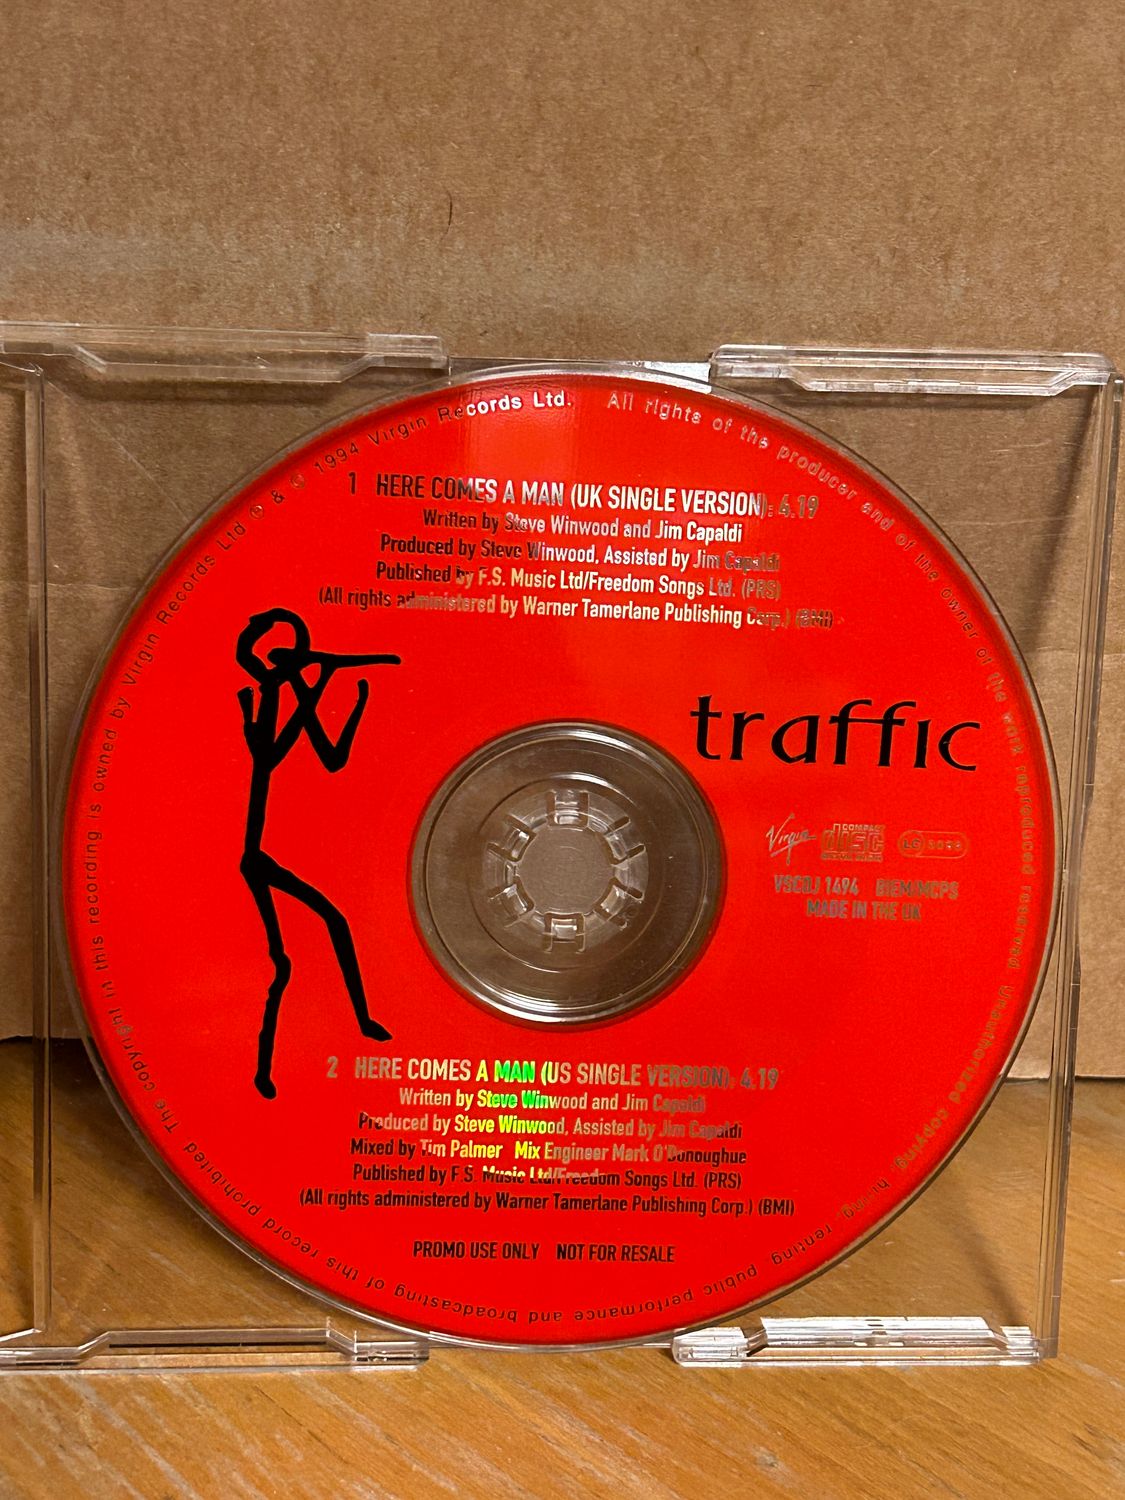 1 HERE COMES A MAN (UK SINGLE VERSION): 4.19
Written by Steve Winwood and Jim Capaldi
Produced by Steve Winwood, Assisted by Jim Capaldi
Published by F.S. Music Ltd/Freedom Songs Ltd. (PRS)
(All rights administered by Warner Tamerlane Publishing Corp.) (BMI)
traffic
Virgin COMPACT disc DIGITAL AUDIO LC 3098
VSCDJ 1494 BIEM/MCPS
MADE IN THE UK
2 HERE COMES A MAN (US SINGLE VERSION): 4.19
Written by Steve Winwood and Jim Capaldi
Produced by Steve Winwood, Assisted by Jim Capaldi
Mixed by Tim Palmer Mix Engineer Mark O'Donoughue
Published by F.S. Music Ltd/Freedom Songs Ltd. (PRS)
(All rights administered by Warner Tamerlane Publishing Corp.) (BMI)
PROMO USE ONLY NOT FOR RESALE
The copyright in this recording is owned by Virgin Records Ltd ℗ & © 1994 Virgin Records Ltd. All rights of the producer and of the owner of the work reproduced reserved. Unauthorised copying, hiring, renting, public performance and broadcasting of this record prohibited